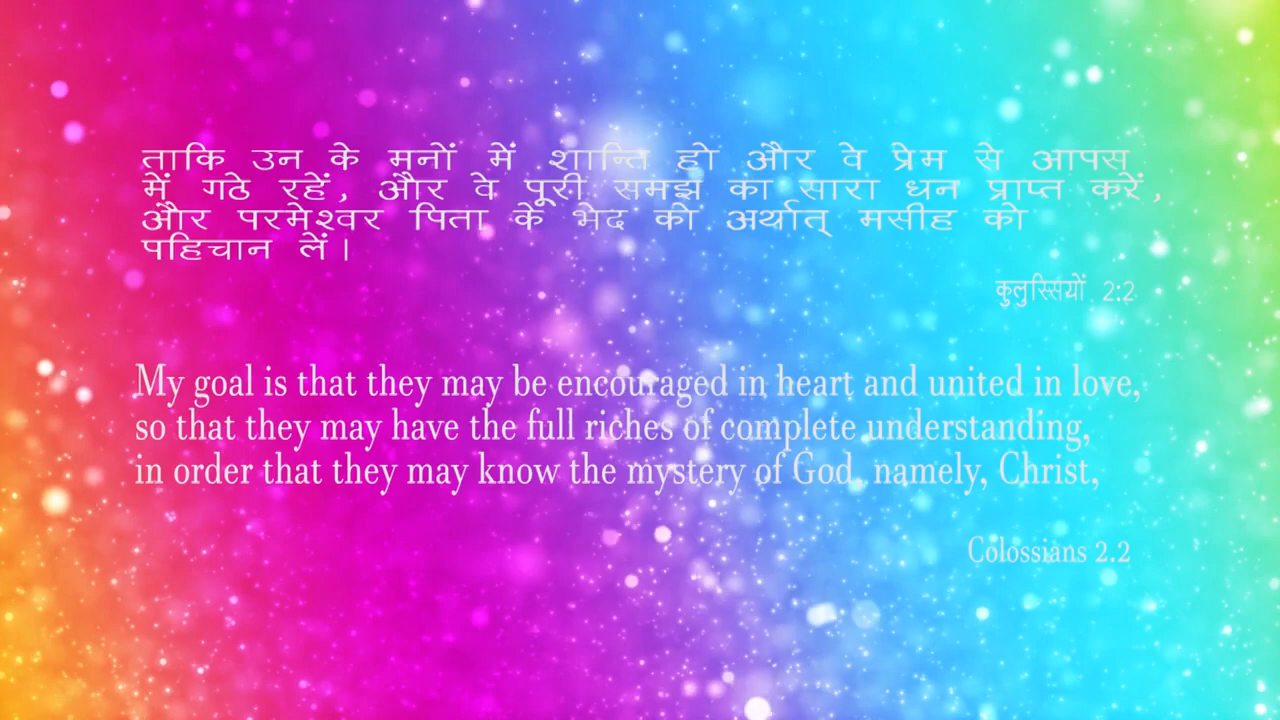 ताकि उन के मनों में शान्ति हो और वे प्रेम से आपस
में गठे रहें, और वे पूरी समझ का सारा धन प्राप्त करें,
और परमेश्वर पिता के भेद को अर्थात् मसीह को
पहिचान लें।
कुलुस्सियों 2:2
My goal is that they may be encouraged in heart and united in love,
so that they may have the full riches of complete understanding,
in order that they may know the mystery of God, namely, Christ,
Colossians 2.2